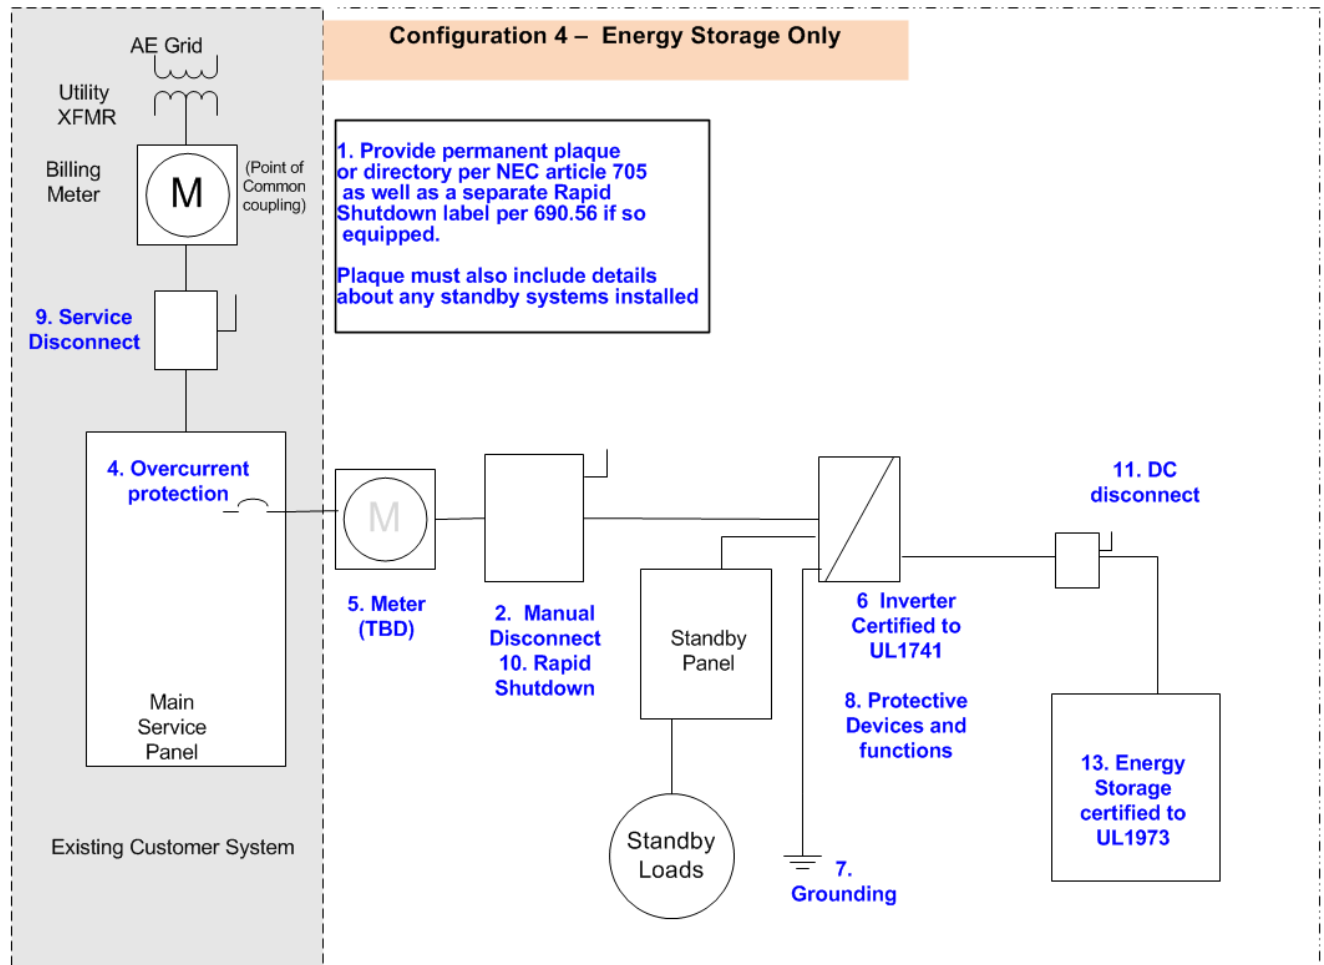 Configuration 4 – Energy Storage Only
AE Grid
Utility
XFMR
Billing
Meter
M
(Point of
Common
coupling)
1. Provide permanent plaque
or directory per NEC article 705
as well as a separate Rapid
Shutdown label per 690.56 if so
equipped.
Plaque must also include details
about any standby systems installed
9. Service
Disconnect
4. Overcurrent
protection
Main
Service
Panel
Existing Customer System
M
5. Meter
(TBD)
2. Manual
Disconnect
10. Rapid
Shutdown
Standby
Panel
Standby
Loads
6 Inverter
Certified to
UL1741
8. Protective
Devices and
functions
7.
Grounding
11. DC
disconnect
13. Energy
Storage
certified to
UL1973